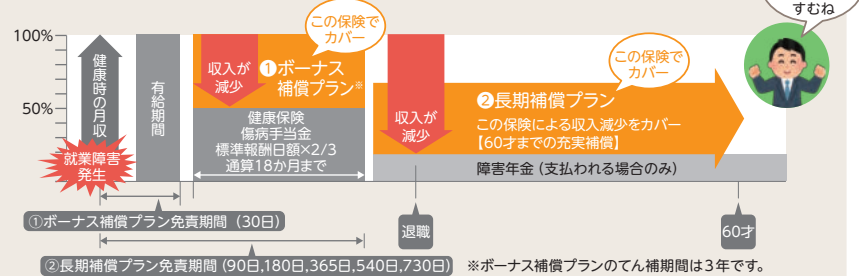 すむね
この保険で
カバー
100%
50%
健康時の月収
有給期間
収入が
減少
❶ボーナス
補償プラン※
この保険で
カバー
健康保険
傷病手当金
標準報酬日額×2/3
通算18か月まで
収入が
減少
❷長期補償プラン
この保険による収入減少をカバー
【60才までの充実補償】
障害年金(支払われる場合のみ)
就業障害
発生
①ボーナス補償プラン免責期間(30日)
退職
60才
②長期補償プラン免責期間(90日,180日,365日,540日,730日)
※ボーナス補償プランのてん補期間は3年です。